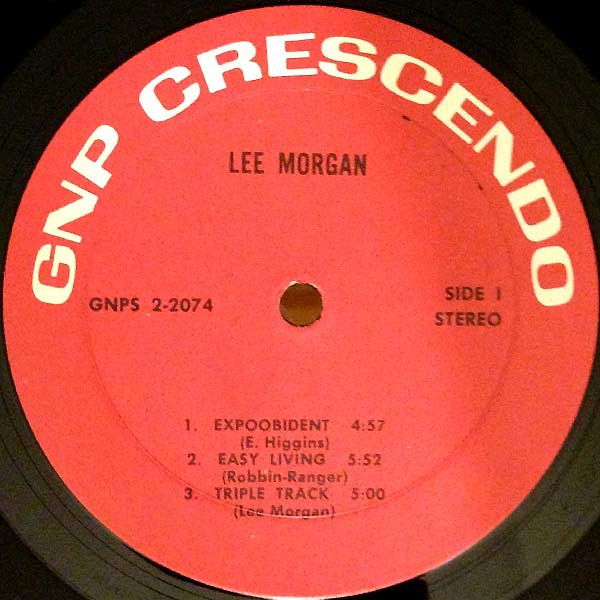 GNP CRESCENDO
LEE MORGAN
GNPS 2-2074
SIDE I
STEREO
1. EXPOOBIDENT 4:57
(E. Higgins)
2. EASY LIVING 5:52
(Robbin-Ranger)
3. TRIPLE TRACK 5:00
(Lee Morgan)